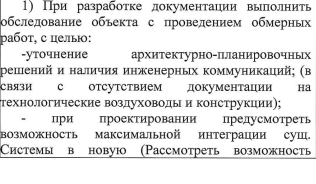 1) При разработке документации выполнить
обследование объекта с проведением обмерных
работ, с целью:
-уточнение архитектурно-планировочных
решений и наличия инженерных коммуникаций; (в
связи с отсутствием документации на
технологические воздуховоды и конструкции);
- при проектировании предусмотреть
возможность максимальной интеграции сущ.
Системы в новую (Рассмотреть возможность